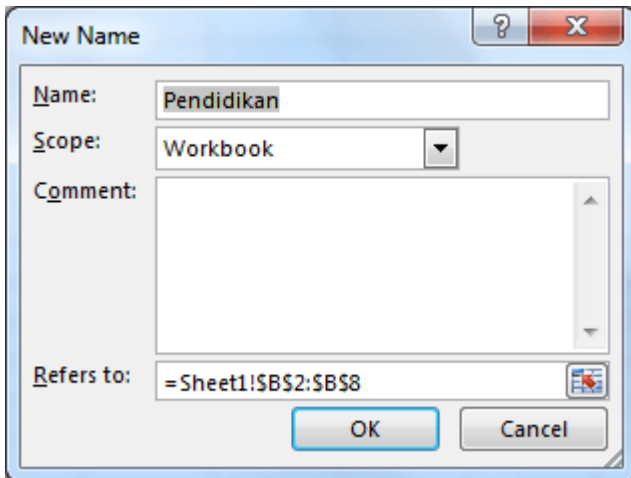 New Name
Name: Pendidikan
Scope: Workbook
Comment:
Refers to: =Sheet1!$B$2:$B$8
OK Cancel